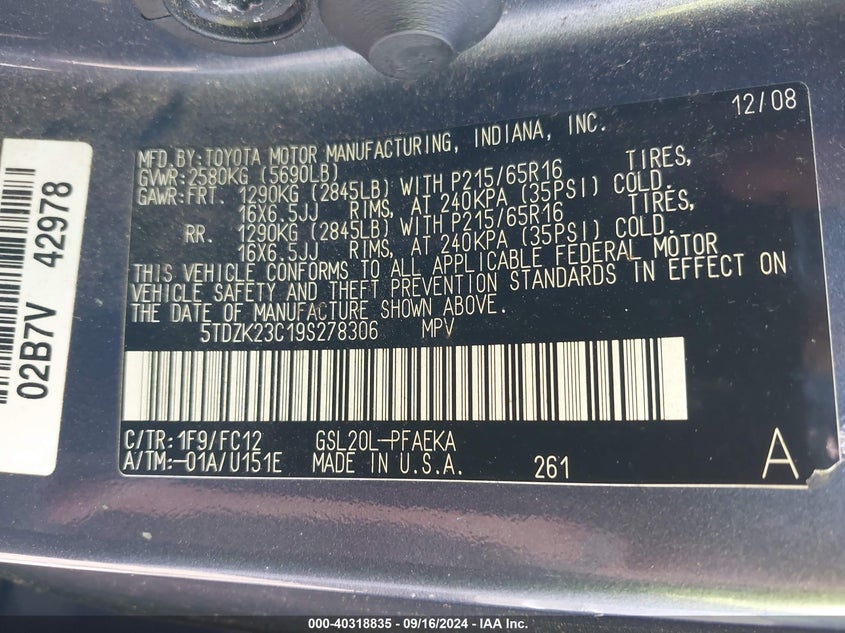 12/08
MFD.BY:TOYOTA MOTOR MANUFACTURING, INDIANA, INC.
GVWR:2580KG (5690LB)
GAWR:FRT. 1290KG (2845LB) WITH P215/65R16 TIRES,
16X6.5JJ RIMS, AT 240KPA (35PSI) COLD.
RR. 1290KG (2845LB) WITH P215/65R16 TIRES,
16X6.5JJ RIMS, AT 240KPA (35PSI) COLD.
THIS VEHICLE CONFORMS TO ALL APPLICABLE FEDERAL MOTOR
VEHICLE SAFETY AND THEFT PREVENTION STANDARDS IN EFFECT ON
THE DATE OF MANUFACTURE SHOWN ABOVE.
5TDZK23C19S278306 MPV
C/TR:1F9/FC12 GSL20L-PFAEKA
A/TM:-01A/U151E MADE IN U.S.A. 261 A
02B7V 42978
000-40318835 - 09/16/2024 - IAA Inc.